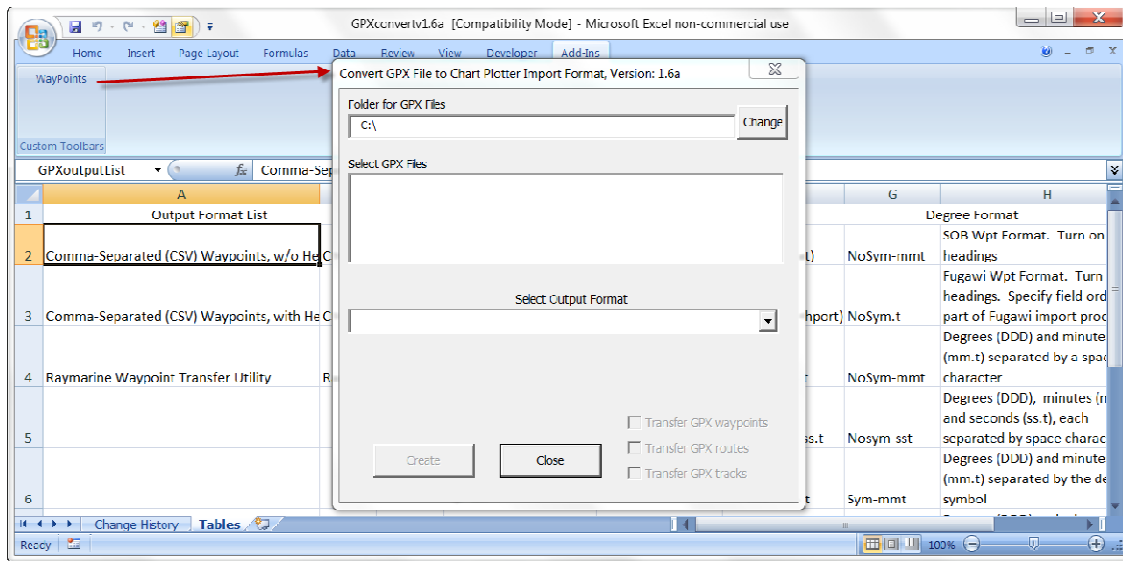 GPXconvertv1.6a [Compatibility Mode] - Microsoft Excel non-commercial use
Home Insert Page Layout Formulas Data Review View Developer Add-Ins
WayPoints
Custom Toolbars
Convert GPX File to Chart Plotter Import Format, Version: 1.6a
Folder for GPX Files
C:\
Change
Select GPX Files
Select Output Format
Transfer GPX waypoints
Transfer GPX routes
Transfer GPX tracks
Create
Close
GPXoutputList fx Comma-Sep
A G H
1 Output Format List Degree Format
SOB Wpt Format. Turn on
2 Comma-Separated (CSV) Waypoints, w/o He C t) NoSym-mmt headings
Fugawi Wpt Format. Turn
headings. Specify field ord
3 Comma-Separated (CSV) Waypoints, with He C hport) NoSym.t part of Fugawi import proc
Degrees (DDD) and minute
(mm.t) separated by a spac
4 Raymarine Waypoint Transfer Utility R t NoSym-mmt character
Degrees (DDD), minutes (m
and seconds (ss.t), each
5 ss.t Nosym sst separated by space charac
Degrees (DDD) and minute
(mm.t) separated by the de
6 t Sym-mmt symbol
Change History Tables
Ready 100%